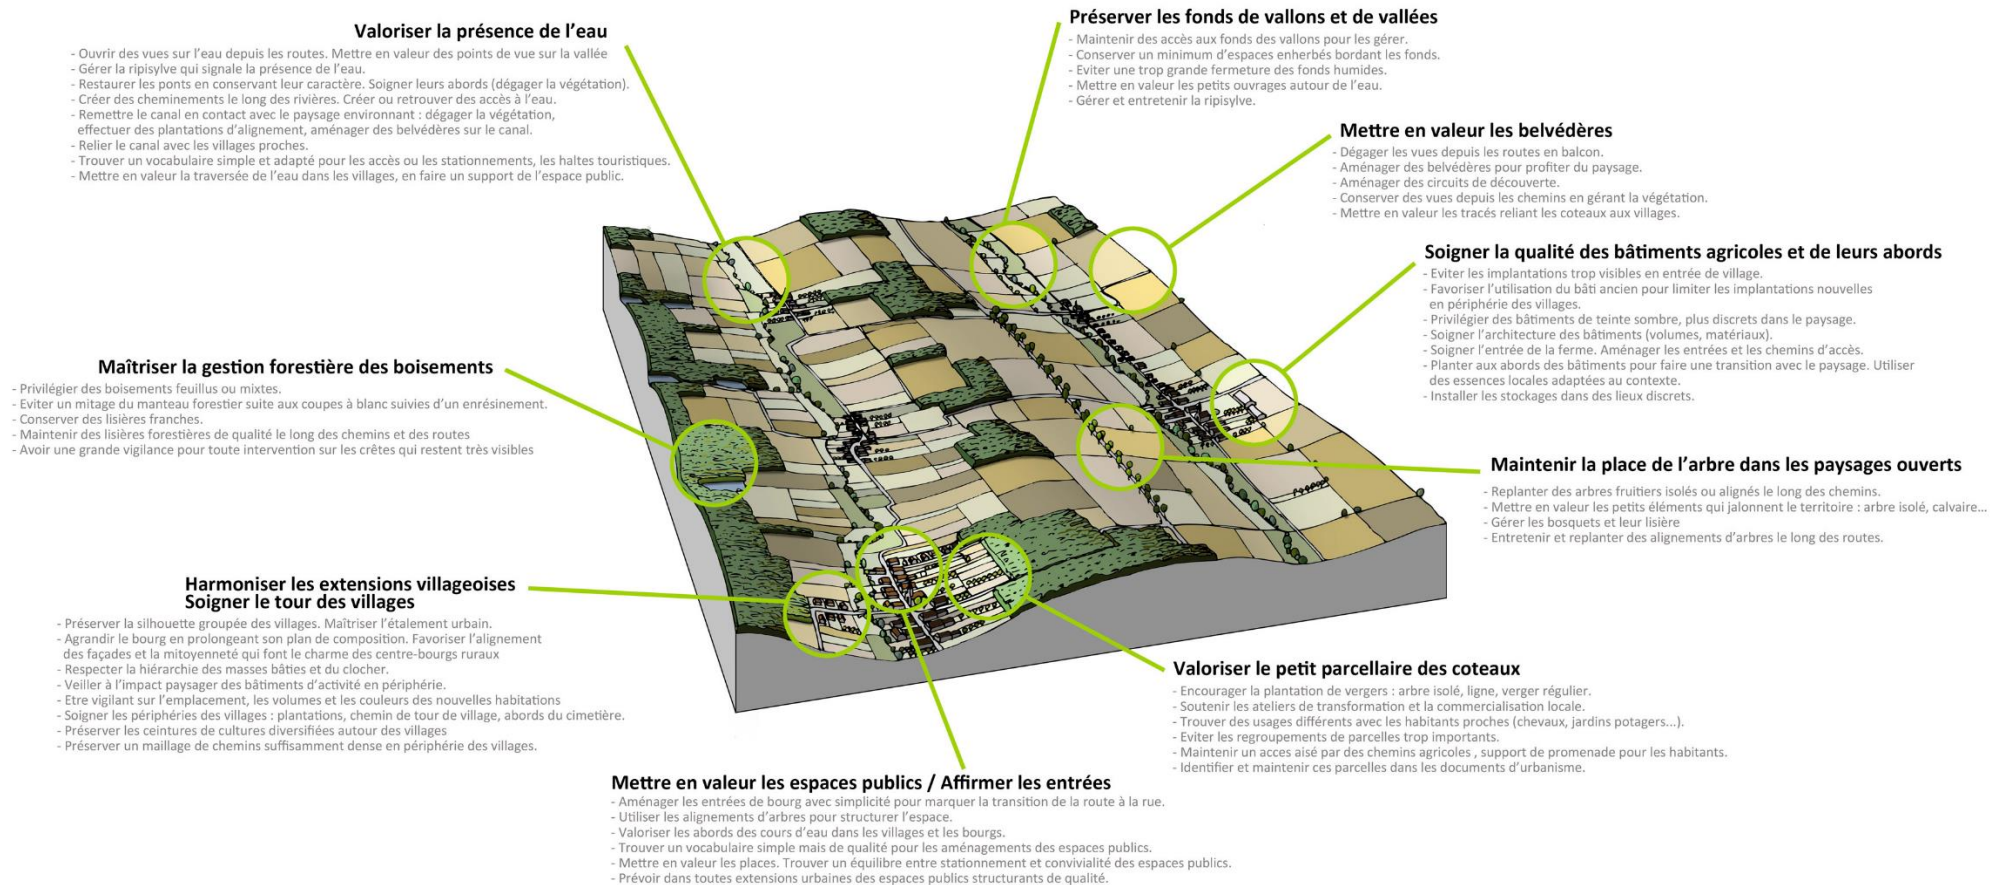 Valoriser la présence de l'eau
- Ouvrir des vues sur l'eau depuis les routes. Mettre en valeur des points de vue sur la vallée
- Gérer la ripisylve qui signale la présence de l'eau.
- Restaurer les ponts en conservant leur caractère. Soigner leurs abords (dégager la végétation).
- Créer des cheminements le long des rivières. Créer ou retrouver des accès à l'eau.
- Remettre le canal en contact avec le paysage environnant : dégager la végétation,
effectuer des plantations d'alignement, aménager des belvédères sur le canal.
- Relier le canal avec les villages proches.
- Trouver un vocabulaire simple et adapté pour les accès ou les stationnements, les haltes touristiques.
- Mettre en valeur la traversée de l'eau dans les villages, en faire un support de l'espace public.
Préserver les fonds de vallons et de vallées
- Maintenir des accès aux fonds des vallons pour les gérer.
- Conserver un minimum d'espaces enherbés bordant les fonds.
- Eviter une trop grande fermeture des fonds humides.
- Mettre en valeur les petits ouvrages autour de l'eau.
- Gérer et entretenir la ripisylve.
Mettre en valeur les belvédères
- Dégager les vues depuis les routes en balcon.
- Aménager des belvédères pour profiter du paysage.
- Aménager des circuits de découverte.
- Conserver des vues depuis les chemins en gérant la végétation.
- Mettre en valeur les tracés reliant les coteaux aux villages.
Soigner la qualité des bâtiments agricoles et de leurs abords
- Eviter les implantations trop visibles en entrée de village.
- Favoriser l'utilisation du bâti ancien pour limiter les implantations nouvelles
en périphérie des villages.
- Privilégier des bâtiments de teinte sombre, plus discrets dans le paysage.
- Soigner l'architecture des bâtiments (volumes, matériaux).
- Soigner l'entrée de la ferme. Aménager les entrées et les chemins d'accès.
- Planter aux abords des bâtiments pour faire une transition avec le paysage. Utiliser
des essences locales adaptées au contexte.
- Installer les stockages dans des lieux discrets.
Maîtriser la gestion forestière des boisements
- Privilégier des boisements feuillus ou mixtes.
- Eviter un mitage du manteau forestier suite aux coupes à blanc suivies d'un enrésinement.
- Conserver des lisières franches.
- Maintenir des lisières forestières de qualité le long des chemins et des routes
- Avoir une grande vigilance pour toute intervention sur les crêtes qui restent très visibles
Maintenir la place de l'arbre dans les paysages ouverts
- Replanter des arbres fruitiers isolés ou alignés le long des chemins.
- Mettre en valeur les petits éléments qui jalonnent le territoire : arbre isolé, calvaire...
- Gérer les bosquets et leur lisière
- Entretenir et replanter des alignements d'arbres le long des routes.
Harmoniser les extensions villageoises
Soigner le tour des villages
- Préserver la silhouette groupée des villages. Maîtriser l'étalement urbain.
- Agrandir le bourg en prolongeant son plan de composition. Favoriser l'alignement
des façades et la mitoyenneté qui font le charme des centre-bourgs ruraux
- Respecter la hiérarchie des masses bâties et du clocher.
- Veiller à l'impact paysager des bâtiments d'activité en périphérie.
- Etre vigilant sur l'emplacement, les volumes et les couleurs des nouvelles habitations
- Soigner les périphéries des villages : plantations, chemin de tour de village, abords du cimetière.
- Préserver les ceintures de cultures diversifiées autour des villages
- Préserver un maillage de chemins suffisamment dense en périphérie des villages.
Valoriser le petit parcellaire des coteaux
- Encourager la plantation de vergers : arbre isolé, ligne, verger régulier.
- Soutenir les ateliers de transformation et la commercialisation locale.
- Trouver des usages différents avec les habitants proches (chevaux, jardins potagers...).
- Eviter les regroupements de parcelles trop importants.
- Maintenir un acces aisé par des chemins agricoles , support de promenade pour les habitants.
- Identifier et maintenir ces parcelles dans les documents d'urbanisme.
Mettre en valeur les espaces publics / Affirmer les entrées
- Aménager les entrées de bourg avec simplicité pour marquer la transition de la route à la rue.
- Utiliser les alignements d'arbres pour structurer l'espace.
- Valoriser les abords des cours d'eau dans les villages et les bourgs.
- Trouver un vocabulaire simple mais de qualité pour les aménagements des espaces publics.
- Mettre en valeur les places. Trouver un équilibre entre stationnement et convivialité des espaces publics.
- Prévoir dans toutes extensions urbaines des espaces publics structurants de qualité.